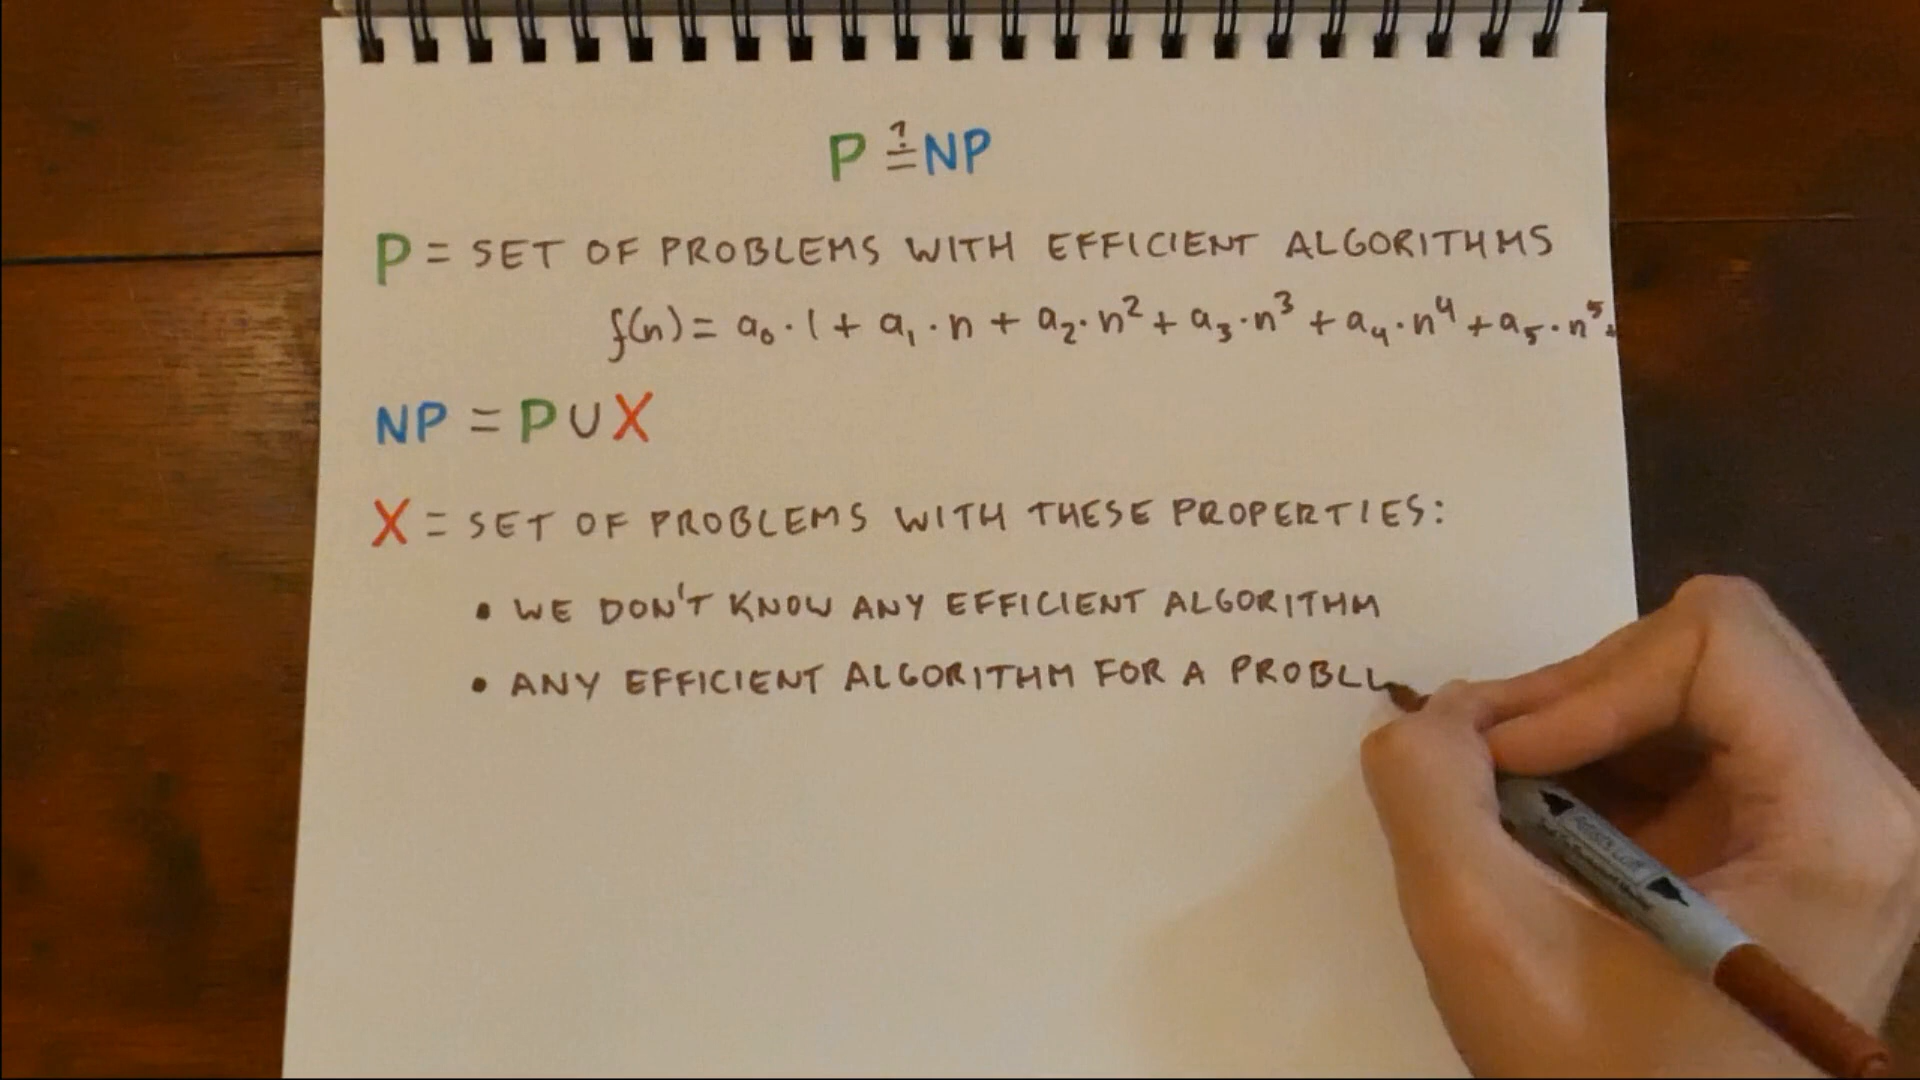 P ≟ NP
P = SET OF PROBLEMS WITH EFFICIENT ALGORITHMS
f(n) = a₀ · 1 + a₁ · n + a₂ · n² + a₃ · n³ + a₄ · n⁴ + a₅ · n⁵ +
NP = P ∪ X
X = SET OF PROBLEMS WITH THESE PROPERTIES:
• WE DON'T KNOW ANY EFFICIENT ALGORITHM
• ANY EFFICIENT ALGORITHM FOR A PROBL